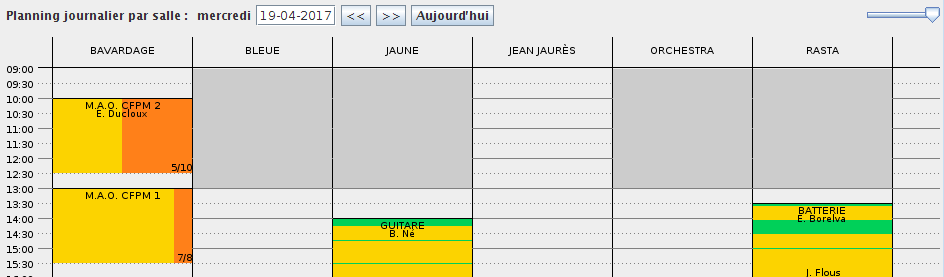 Planning journalier par salle : mercredi 19-04-2017 << >> Aujourd'hui
BAVARDAGE BLEUE JAUNE JEAN JAURÈS ORCHESTRA RASTA
09:00
09:30
10:00
M.A.O. CFPM 2
10:30
E. Ducloux
11:00
11:30
12:00
5/10
12:30
13:00
M.A.O. CFPM 1
13:30
BATTERIE
14:00
E. Borelva
GUITARE
14:30
B. Né
15:00
7/8
15:30
J. Flous